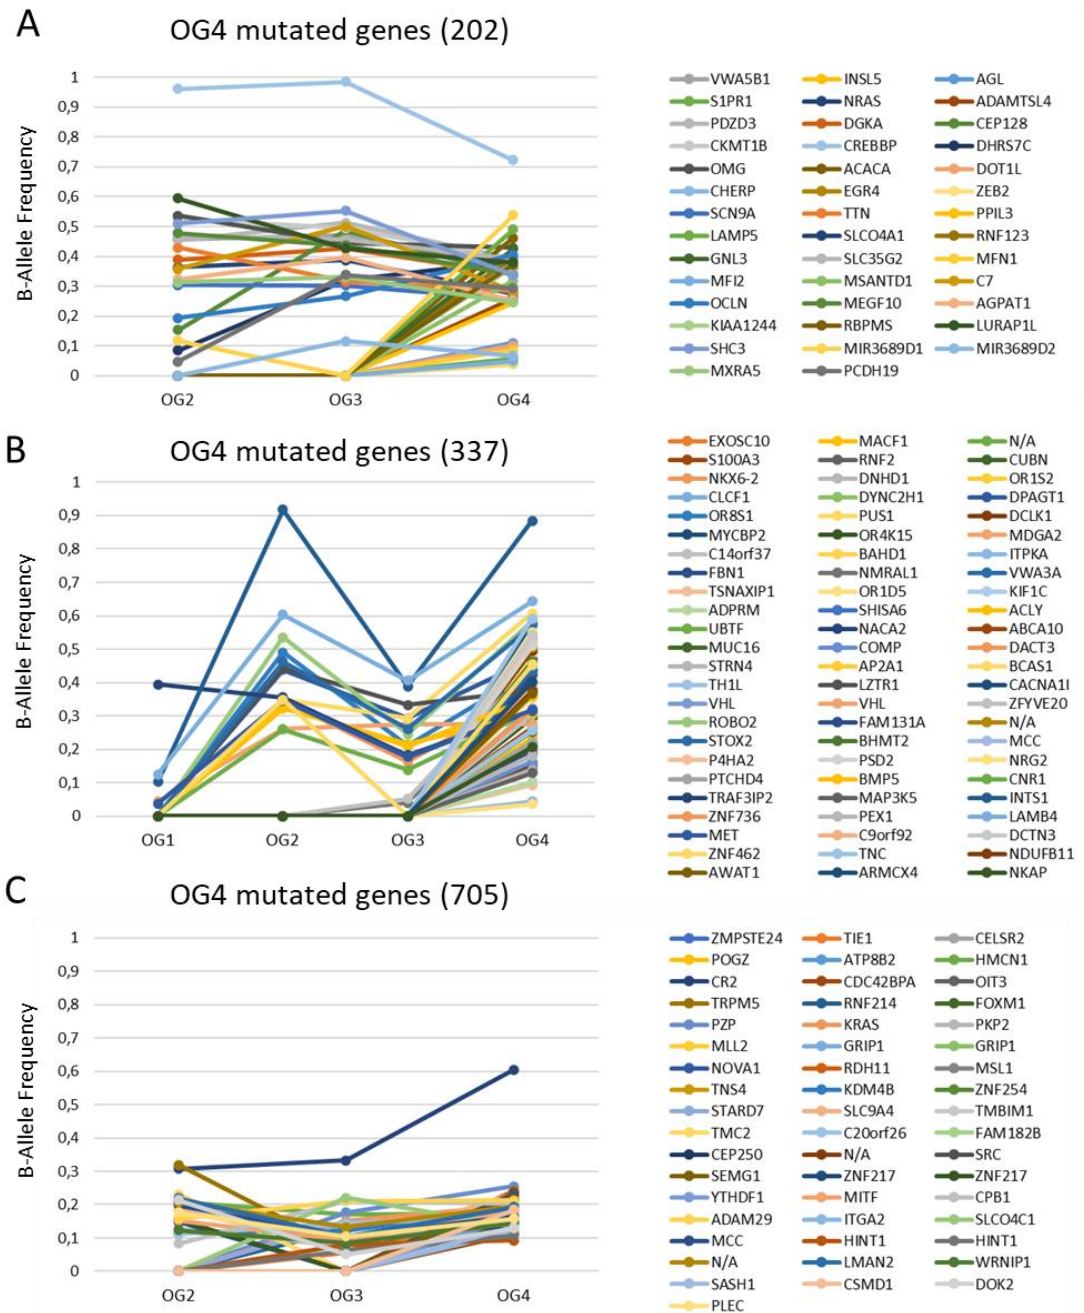 A
OG4 mutated genes (202)
B-Allele Frequency
1
0,9
0,8
0,7
0,6
0,5
0,4
0,3
0,2
0,1
0
OG2 OG3 OG4
VWA5B1 INSL5 AGL
S1PR1 NRAS ADAMTSL4
PDZD3 DGKA CEP128
CKMT1B CREBBP DHRS7C
OMG ACACA DOT1L
CHERP EGR4 ZEB2
SCN9A TTN PPIL3
LAMP5 SLCO4A1 RNF123
GNL3 SLC35G2 MFN1
MFI2 MSANTD1 C7
OCLN MEGF10 AGPAT1
KIAA1244 RBPMS LURAP1L
SHC3 MIR3689D1 MIR3689D2
MXRA5 PCDH19
B
OG4 mutated genes (337)
B-Allele Frequency
1
0,9
0,8
0,7
0,6
0,5
0,4
0,3
0,2
0,1
0
OG1 OG2 OG3 OG4
EXOSC10 MACF1 N/A
S100A3 RNF2 CUBN
NKX6-2 DNHD1 OR1S2
CLCF1 DYNC2H1 DPAGT1
OR8S1 PUS1 DCLK1
MYCBP2 OR4K15 MDGA2
C14orf37 BAHD1 ITPKA
FBN1 NMRAL1 VWA3A
TSNAXIP1 OR1D5 KIF1C
ADPRM SHISA6 ACLY
UBTF NACA2 ABCA10
MUC16 COMP DACT3
STRN4 AP2A1 BCAS1
TH1L LZTR1 CACNA1I
VHL VHL ZFYVE20
ROBO2 FAM131A N/A
STOX2 BHMT2 MCC
P4HA2 PSD2 NRG2
PTCHD4 BMP5 CNR1
TRAF3IP2 MAP3K5 INTS1
ZNF736 PEX1 LAMB4
MET C9orf92 DCTN3
ZNF462 TNC NDUFB11
AWAT1 ARMCX4 NKAP
C
OG4 mutated genes (705)
B-Allele Frequency
1
0,9
0,8
0,7
0,6
0,5
0,4
0,3
0,2
0,1
0
OG2 OG3 OG4
ZMPSTE24 TIE1 CELSR2
POGZ ATP8B2 HMCN1
CR2 CDC42BPA OIT3
TRPM5 RNF214 FOXM1
PZP KRAS PKP2
MLL2 GRIP1 GRIP1
NOVA1 RDH11 MSL1
TNS4 KDM4B ZNF254
STARD7 SLC9A4 TMBIM1
TMC2 C20orf26 FAM182B
CEP250 N/A SRC
SEMG1 ZNF217 ZNF217
YTHDF1 MITF CPB1
ADAM29 ITGA2 SLCO4C1
MCC HINT1 HINT1
N/A LMAN2 WRNIP1
SASH1 CSMD1 DOK2
PLEC